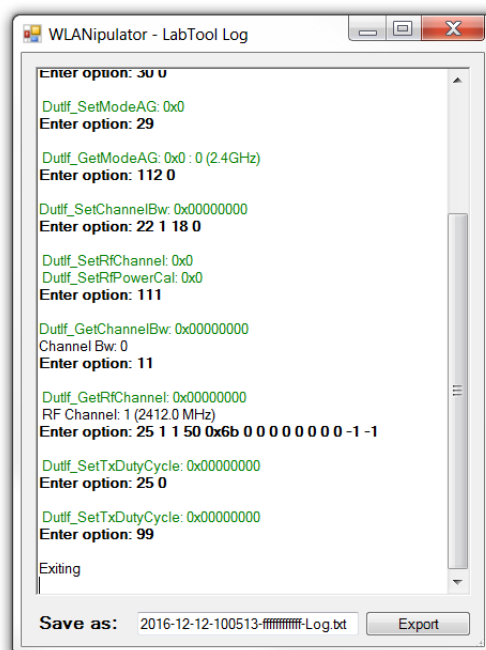 WLANipulator - LabTool Log
Enter option: 30 0
DutIf_SetModeAG: 0x0
Enter option: 29
DutIf_GetModeAG: 0x0 : 0 (2.4GHz)
Enter option: 112 0
DutIf_SetChannelBw: 0x00000000
Enter option: 22 1 18 0
DutIf_SetRfChannel: 0x0
DutIf_SetRfPowerCal: 0x0
Enter option: 111
DutIf_GetChannelBw: 0x00000000
Channel Bw: 0
Enter option: 11
DutIf_GetRfChannel: 0x00000000
RF Channel: 1 (2412.0 MHz)
Enter option: 25 1 1 50 0x6b 0 0 0 0 0 0 0 0 -1 -1
DutIf_SetTxDutyCycle: 0x00000000
Enter option: 25 0
DutIf_SetTxDutyCycle: 0x00000000
Enter option: 99
Exiting
Save as: 2016-12-12-100513-ffffffffffff-Log.txt Export